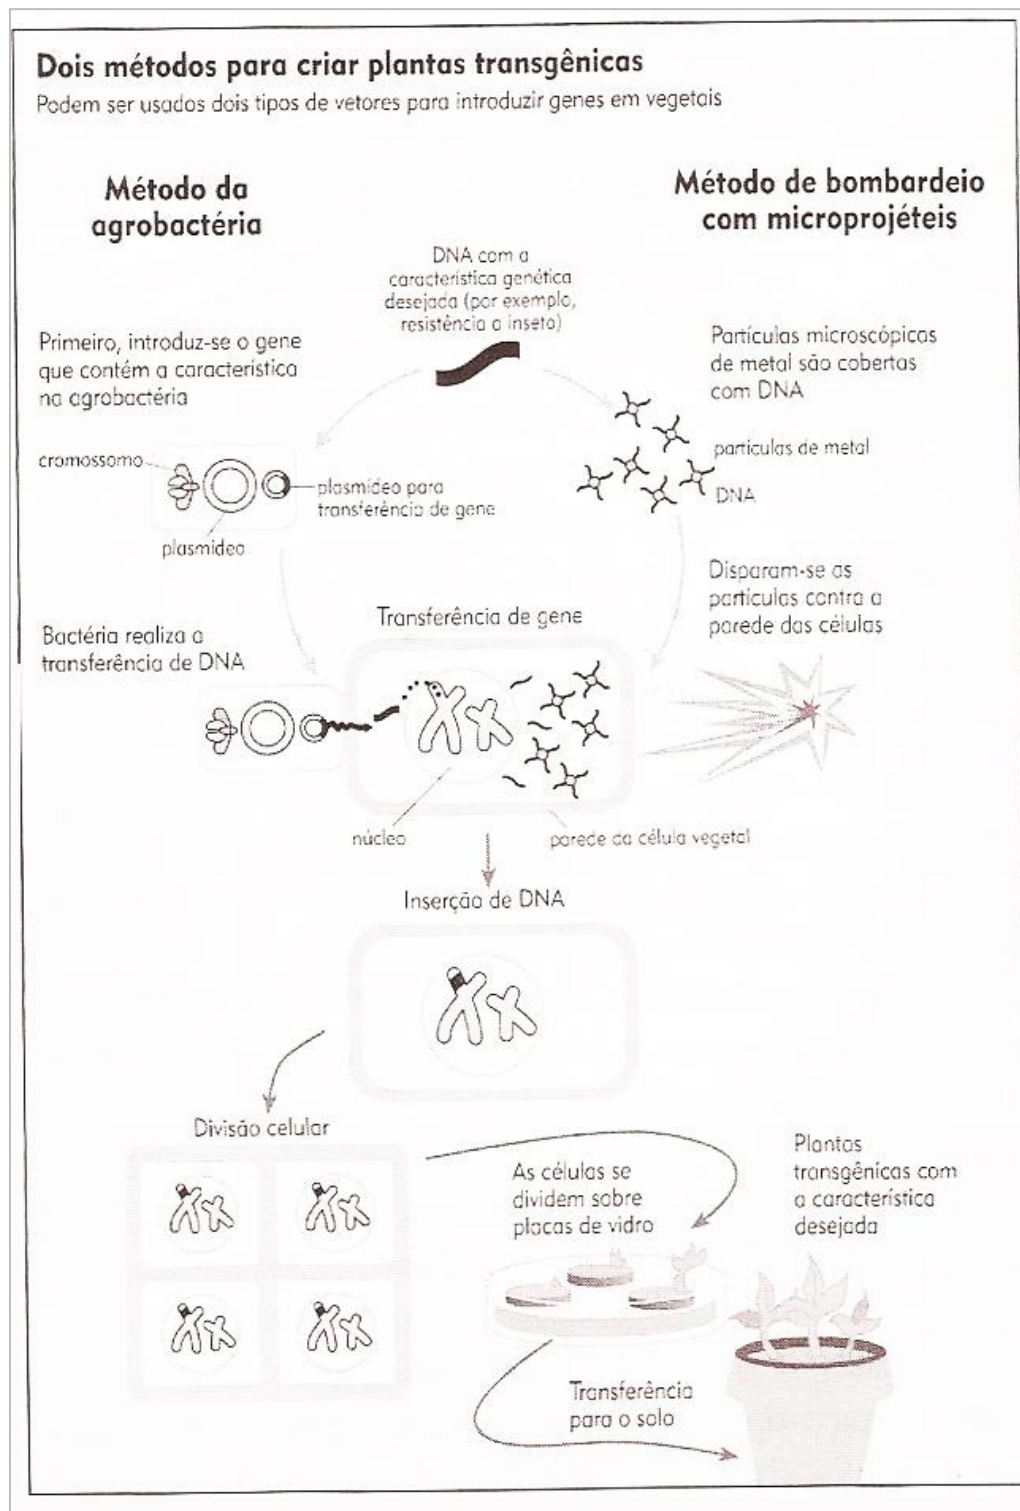 Dois métodos para criar plantas transgênicas
Podem ser usados dois tipos de vetores para introduzir genes em vegetais
Método da
agrobactéria
Método de bombardeio
com microprojéteis
DNA com a
característica genética
desejada (por exemplo,
resistência a inseto)
Primeiro, introduz-se o gene
que contém a característica
na agrobactéria
Partículas microscópicas
de metal são cobertas
com DNA
cromossomo
plasmídeo para
transferência de gene
plasmídeo
partículas de metal
DNA
Disparam-se as
partículas contra a
parede das células
Transferência de gene
Bactéria realiza a
transferência de DNA
núcleo
parede da célula vegetal
Inserção de DNA
Divisão celular
As células se
dividem sobre
placas de vidro
Plantas
transgênicas com
a característica
desejada
Transferência
para o solo